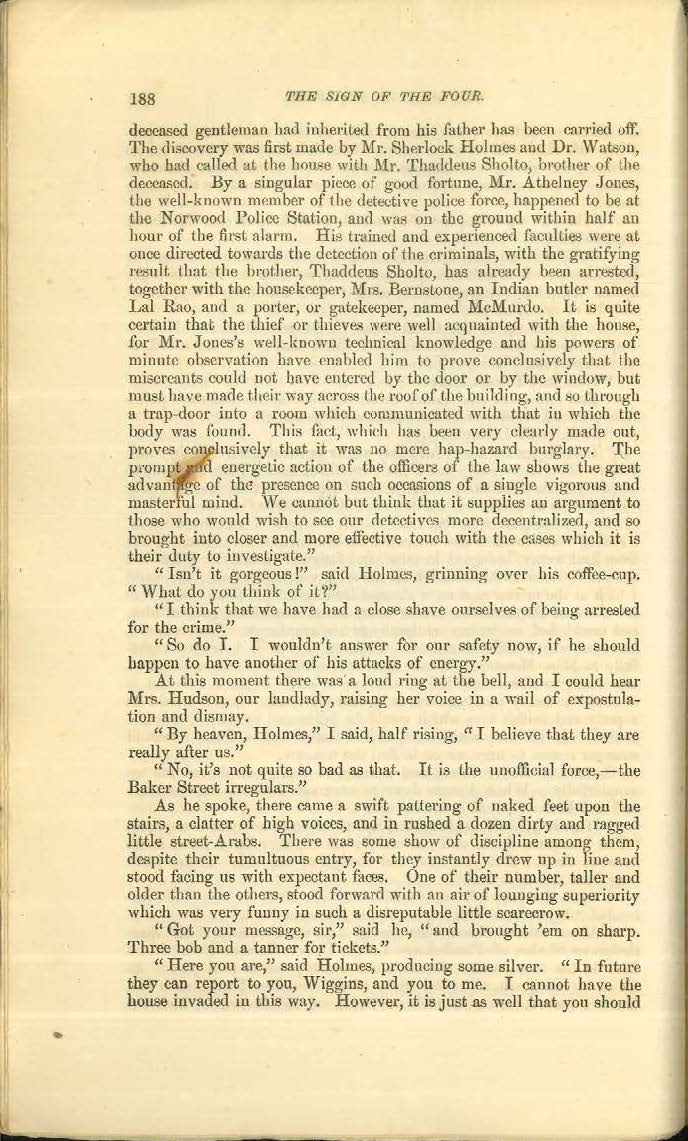 188 THE SIGN OF THE FOUR.
deceased gentleman had inherited from his father has been carried off.
The discovery was first made by Mr. Sherlock Holmes and Dr. Watson,
who had called at the house with Mr. Thaddeus Sholto, brother of the
deceased. By a singular piece of good fortune, Mr. Athelney Jones,
the well-known member of the detective police force, happened to be at
the Norwood Police Station, and was on the ground within half an
hour of the first alarm. His trained and experienced faculties were at
once directed towards the detection of the criminals, with the gratifying
result that the brother, Thaddeus Sholto, has already been arrested,
together with the housekeeper, Mrs. Bernstone, an Indian butler named
Lal Rao, and a porter, or gatekeeper, named McMurdo. It is quite
certain that the thief or thieves were well acquainted with the house,
for Mr. Jones's well-known technical knowledge and his powers of
minute observation have enabled him to prove conclusively that the
miscreants could not have entered by the door or by the window, but
must have made their way across the roof of the building, and so through
a trap-door into a room which communicated with that in which the
body was found. This fact, which has been very clearly made out,
proves conclusively that it was no mere hap-hazard burglary. The
prompt and energetic action of the officers of the law shows the great
advantage of the presence on such occasions of a single vigorous and
masterful mind. We cannot but think that it supplies an argument to
those who would wish to see our detectives more decentralized, and so
brought into closer and more effective touch with the cases which it is
their duty to investigate."
"Isn't it gorgeous!" said Holmes, grinning over his coffee-cup.
"What do you think of it?"
"I think that we have had a close shave ourselves of being arrested
for the crime."
"So do I. I wouldn't answer for our safety now, if he should
happen to have another of his attacks of energy."
At this moment there was a loud ring at the bell, and I could hear
Mrs. Hudson, our landlady, raising her voice in a wail of expostula-
tion and dismay.
"By heaven, Holmes," I said, half rising, "I believe that they are
really after us."
"No, it's not quite so bad as that. It is the unofficial force,—the
Baker Street irregulars."
As he spoke, there came a swift pattering of naked feet upon the
stairs, a clatter of high voices, and in rushed a dozen dirty and ragged
little street-Arabs. There was some show of discipline among them,
despite their tumultuous entry, for they instantly drew up in line and
stood facing us with expectant faces. One of their number, taller and
older than the others, stood forward with an air of lounging superiority
which was very funny in such a disreputable little scarecrow.
"Got your message, sir," said he, "and brought 'em on sharp.
Three bob and a tanner for tickets."
"Here you are," said Holmes, producing some silver. "In future
they can report to you, Wiggins, and you to me. I cannot have the
house invaded in this way. However, it is just as well that you should